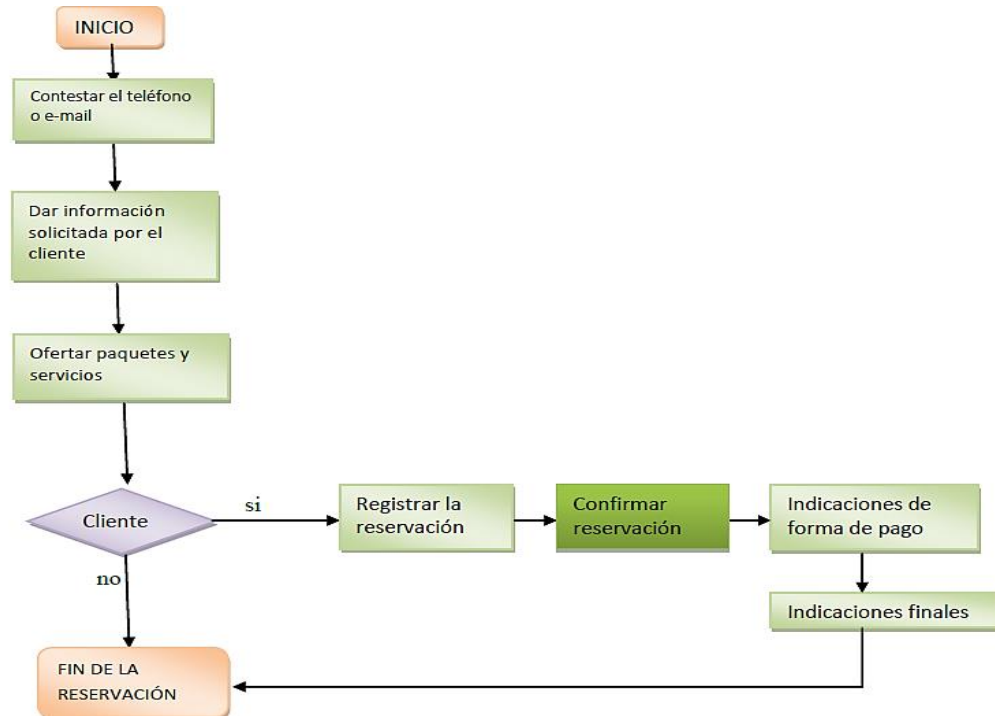 INICIO
Contestar el teléfono
o e-mail
Dar información
solicitada por el
cliente
Ofertar paquetes y
servicios
Cliente
si
Registrar la
reservación
Confirmar
reservación
Indicaciones de
forma de pago
no
Indicaciones finales
FIN DE LA
RESERVACIÓN